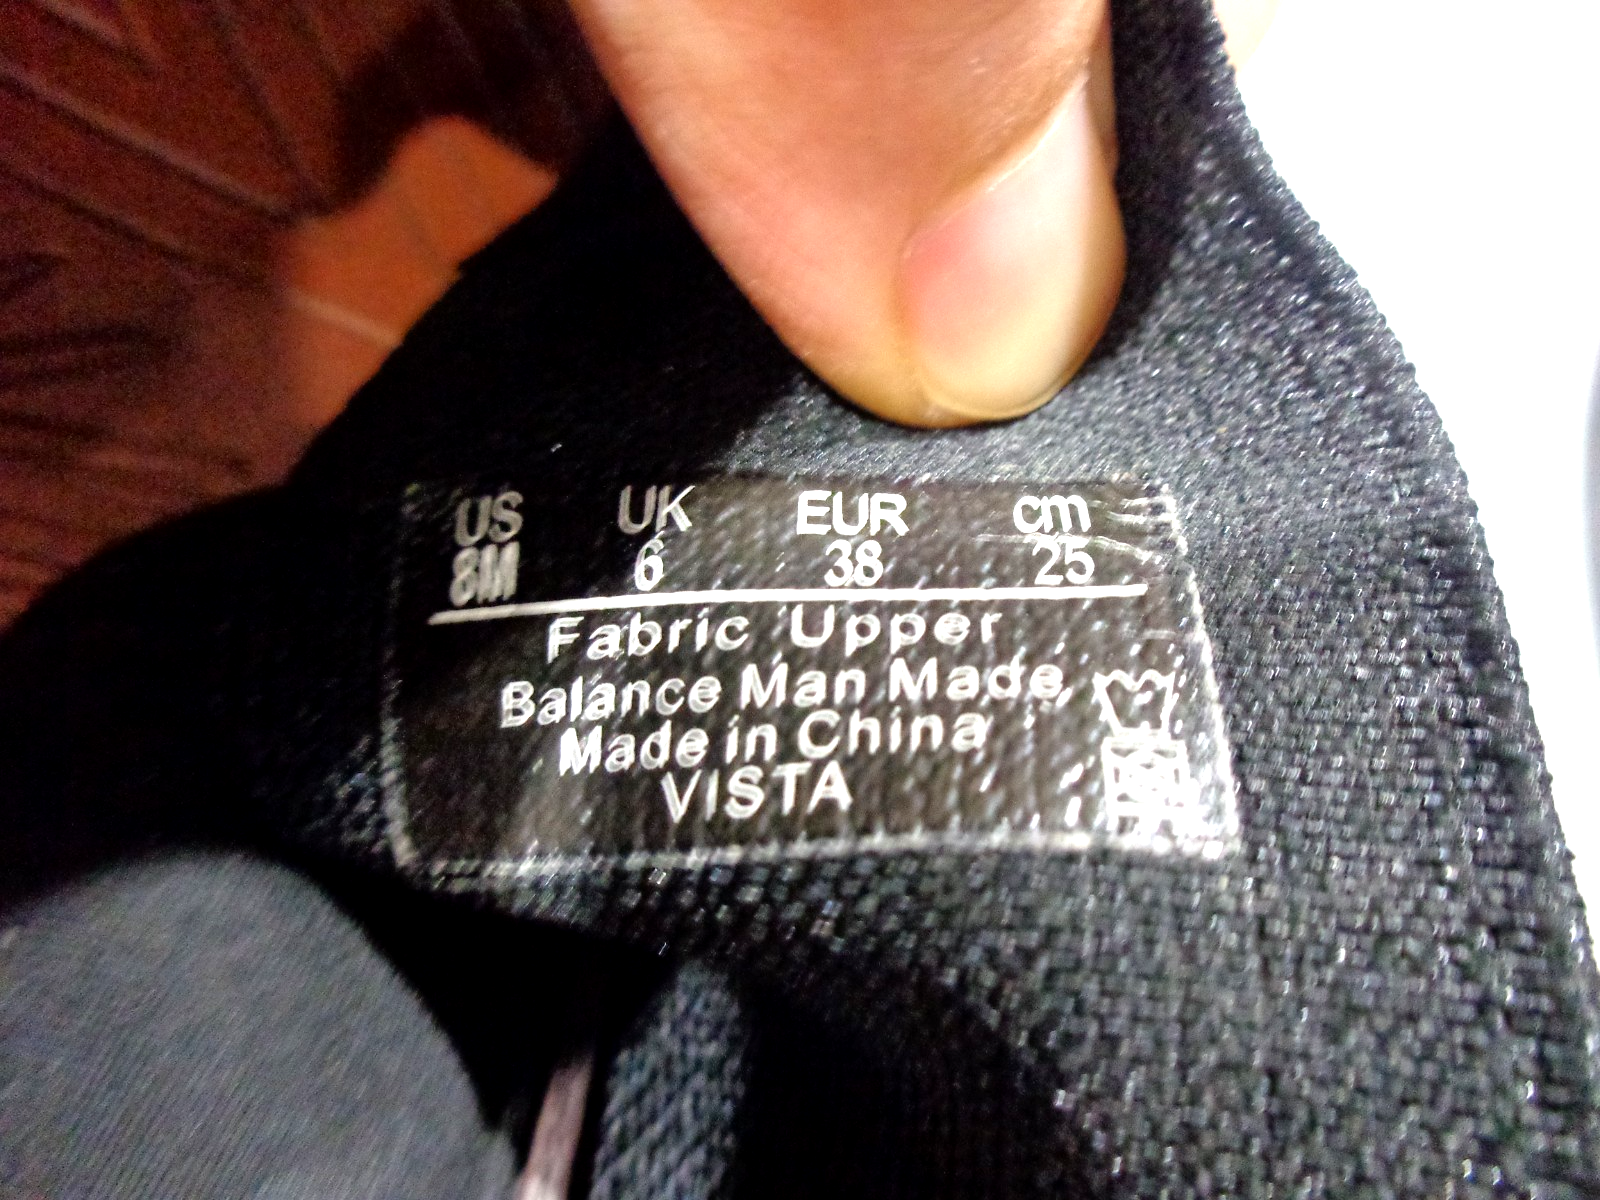 US UK EUR cm
8M 6 38 25
Fabric Upper
Balance Man Made
Made in China
VISTA